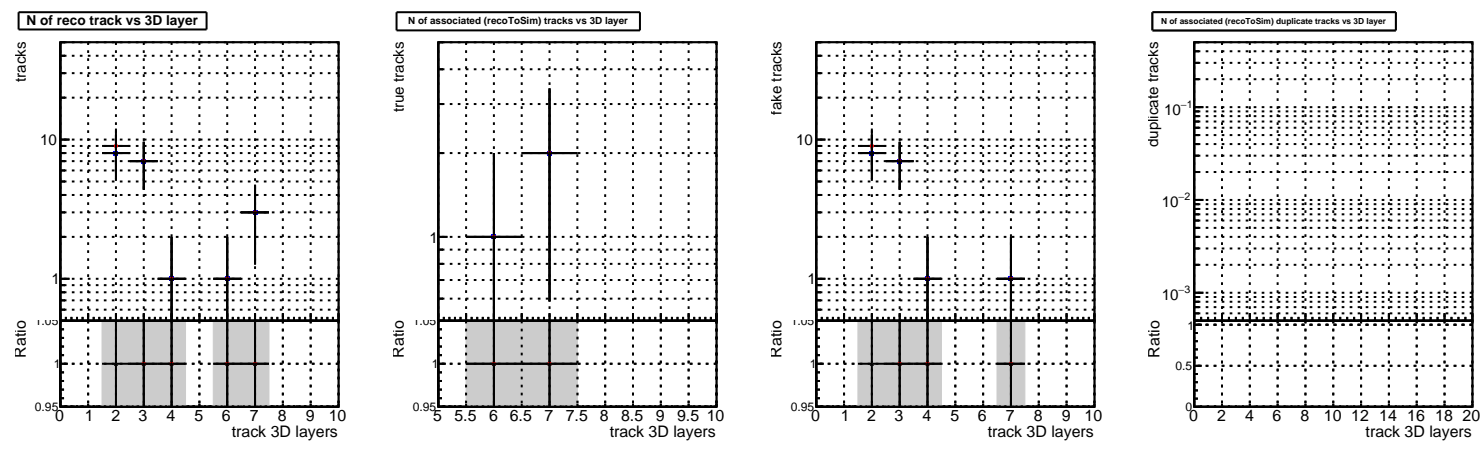 N of reco track vs 3D layer
tracks
10
1
Ratio
1.05
1
0.95
0 1 2 3 4 5 6 7 8 9 10
track 3D layers
N of associated (recoToSim) tracks vs 3D layer
true tracks
1
Ratio
1.05
1
0.95
5 5.5 6 6.5 7 7.5 8 8.5 9 9.5 10
track 3D layers
fake tracks
10
1
Ratio
1.05
1
0.95
0 1 2 3 4 5 6 7 8 9 10
track 3D layers
N of associated (recoToSim) duplicate tracks vs 3D layer
duplicate tracks
10⁻¹
10⁻²
10⁻³
Ratio
1
0.5
0
0 2 4 6 8 10 12 14 16 18 20
track 3D layers